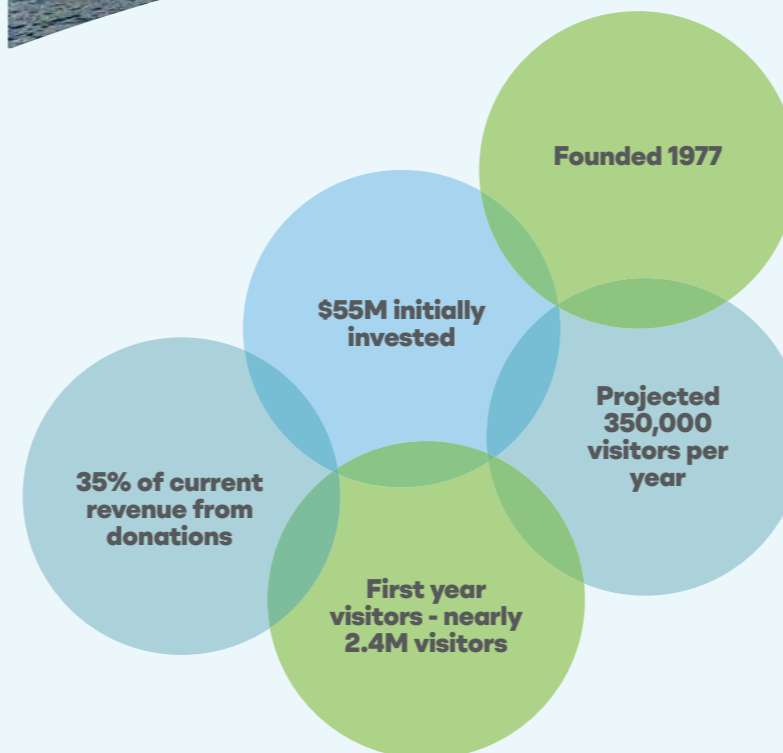 Founded 1977
$55M initially
invested
Projected
350,000
visitors per
year
35% of current
revenue from
donations
First year
visitors - nearly
2.4M visitors